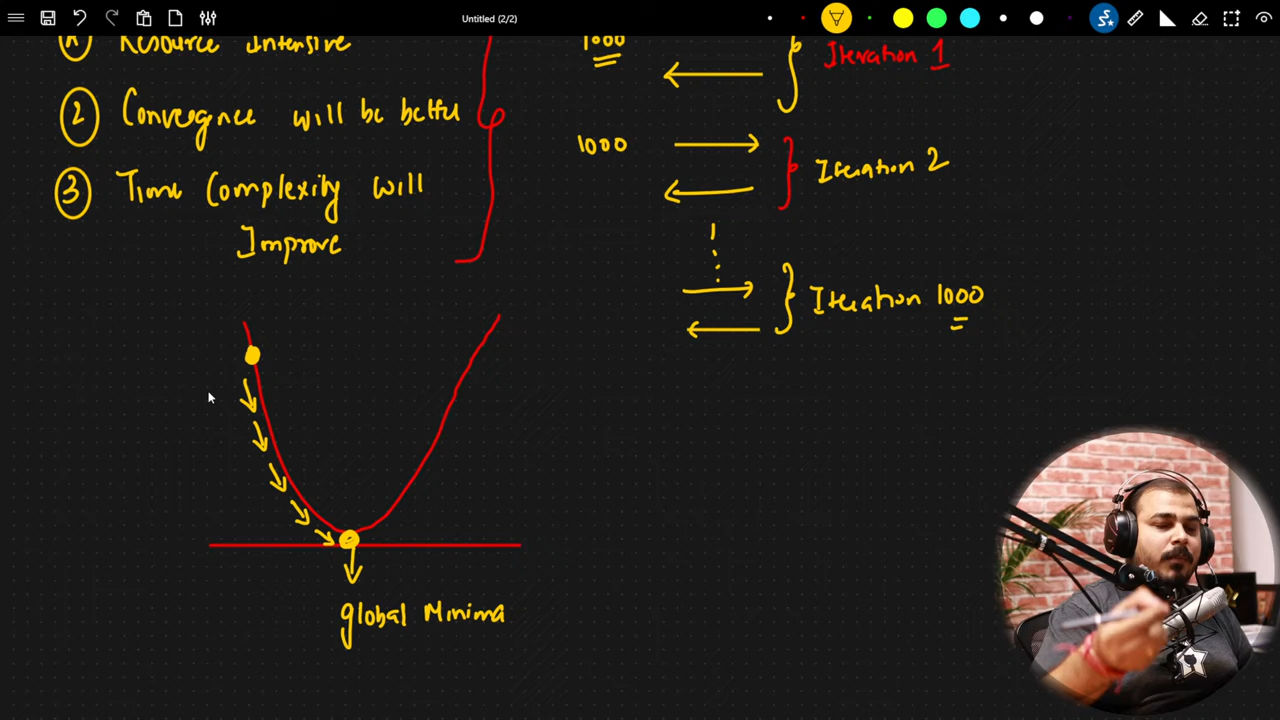 Untitled (2/2)
Resource Intensive
② Convergnce will be better
③ Time Complexity will
Improve
1000
Iteration 1
1000
Iteration 2
Iteration 1000
global Minima